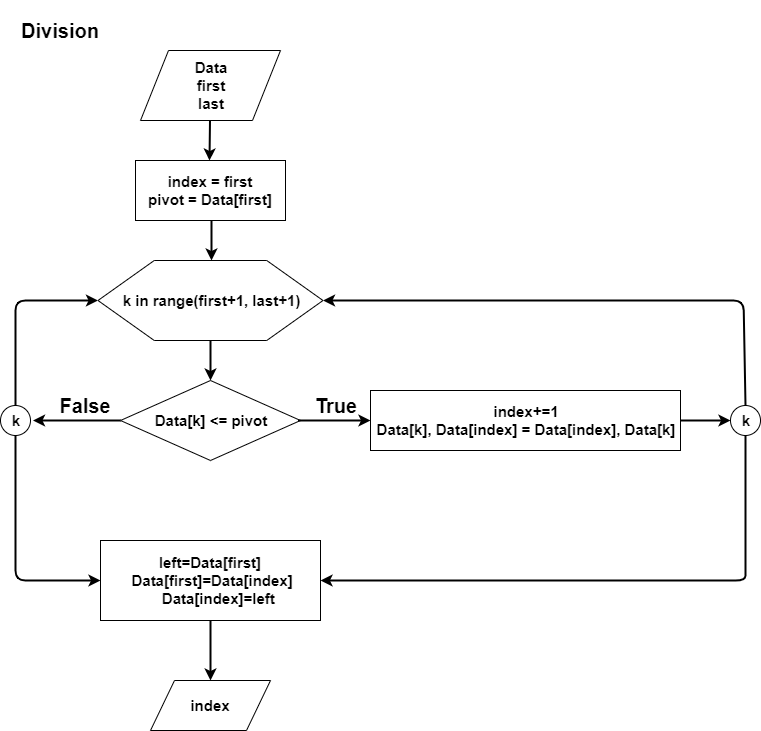 Division
Data
first
last
index = first
pivot = Data[first]
k in range(first+1, last+1)
False
True
k
Data[k] <= pivot
index+=1
Data[k], Data[index] = Data[index], Data[k]
k
left=Data[first]
Data[first]=Data[index]
Data[index]=left
index